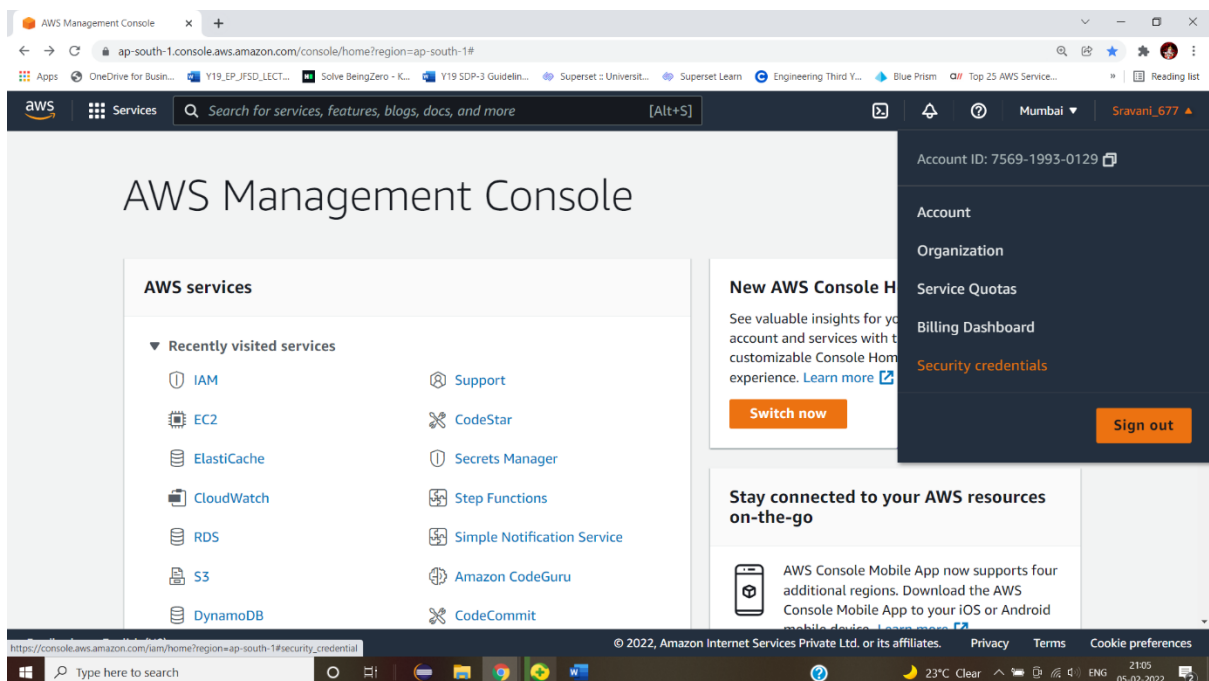 AWS Management Console
ap-south-1.console.aws.amazon.com/console/home?region=ap-south-1#
Apps OneDrive for Busin... Y19_EP_JFSD_LECT... Solve BeingZero - K... Y19 SDP-3 Guidelin... Superset :: Universit... Superset Learn Engineering Third Y... Blue Prism Top 25 AWS Service... » Reading list
aws Services Search for services, features, blogs, docs, and more [Alt+S] Mumbai Sravani_677
Account ID: 7569-1993-0129
Account
Organization
Service Quotas
Billing Dashboard
Security credentials
Sign out
AWS Management Console
AWS services
Recently visited services
IAM Support
EC2 CodeStar
ElastiCache Secrets Manager
CloudWatch Step Functions
RDS Simple Notification Service
S3 Amazon CodeGuru
DynamoDB CodeCommit
New AWS Console H
See valuable insights for yo
account and services with t
customizable Console Hom
experience. Learn more
Switch now
Stay connected to your AWS resources
on-the-go
AWS Console Mobile App now supports four
additional regions. Download the AWS
Console Mobile App to your iOS or Android
mobile device. Learn more
https://console.aws.amazon.com/iam/home?region=ap-south-1#security_credential
© 2022, Amazon Internet Services Private Ltd. or its affiliates. Privacy Terms Cookie preferences
Type here to search 23°C Clear ENG 21:05
05-02-2022